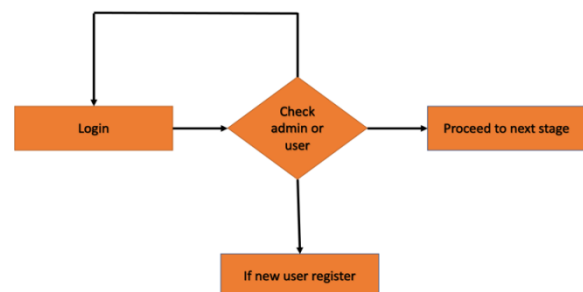 Login
Check
admin or
user
Proceed to next stage
If new user register